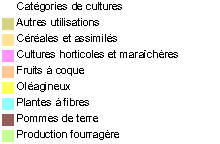 Catégories de cultures
Autres utilisations
Céréales et assimilés
Cultures horticoles et maraîchères
Fruits à coque
Oléagineux
Plantes à fibres
Pommes de terre
Production fourragère